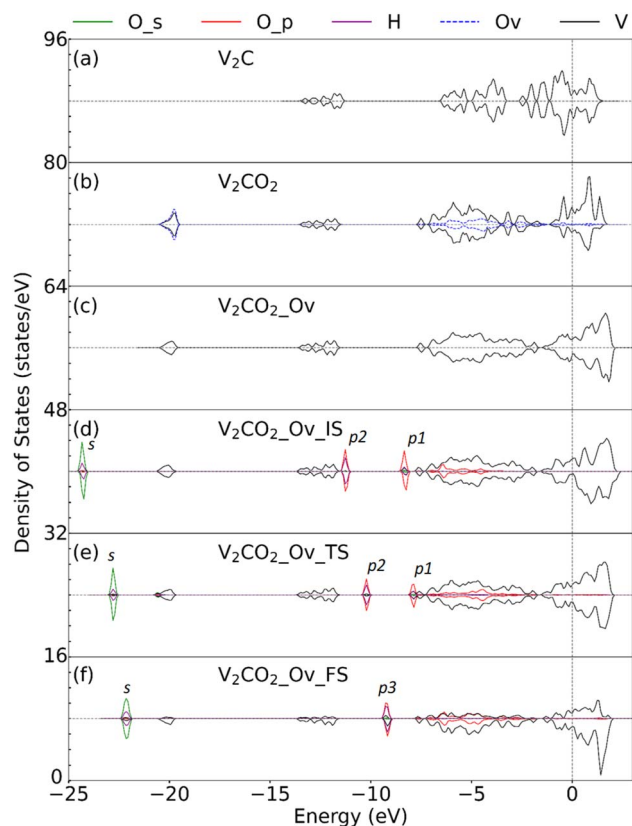 O_s O_p H Ov V
96
(a) V₂C
80
(b) V₂CO₂
64
(c) V₂CO₂_Ov
48
(d) V₂CO₂_Ov_IS
s p2 p1
32
(e) V₂CO₂_Ov_TS
s p2 p1
16
(f) V₂CO₂_Ov_FS
s p3
0
−25 −20 −15 −10 −5 0
Energy (eV)
Density of States (states/eV)